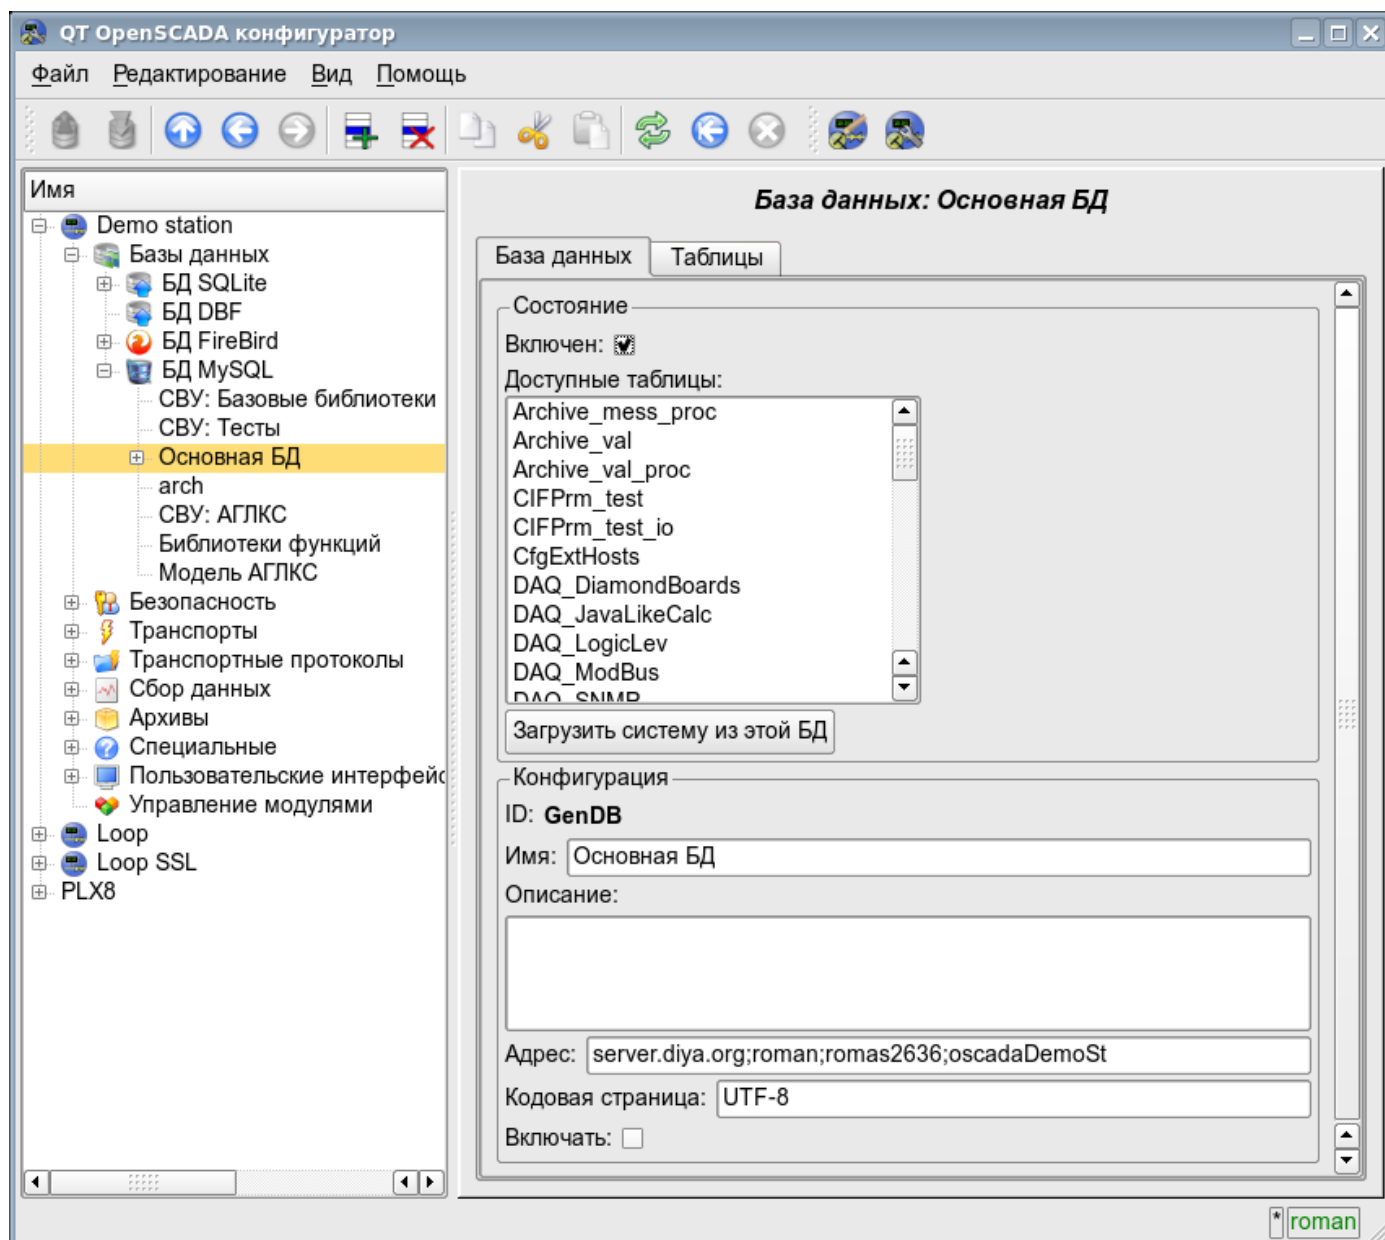 QT OpenSCADA конфигуратор
Файл Редактирование Вид Помощь
Имя
Demo station
Базы данных
БД SQLite
БД DBF
БД FireBird
БД MySQL
СВУ: Базовые библиотеки
СВУ: Тесты
Основная БД
arch
СВУ: АГЛКС
Библиотеки функций
Модель АГЛКС
Безопасность
Транспорты
Транспортные протоколы
Сбор данных
Архивы
Специальные
Пользовательские интерфейс
Управление модулями
Loop
Loop SSL
PLX8
База данных: Основная БД
База данных Таблицы
Состояние
Включен:
Доступные таблицы:
Archive_mess_proc
Archive_val
Archive_val_proc
CIFPrm_test
CIFPrm_test_io
CfgExtHosts
DAQ_DiamondBoards
DAQ_JavaLikeCalc
DAQ_LogicLev
DAQ_ModBus
DAQ_SNMP
Загрузить систему из этой БД
Конфигурация
ID: GenDB
Имя: Основная БД
Описание:
Адрес: server.diya.org;roman;romas2636;oscadaDemoSt
Кодовая страница: UTF-8
Включать:
* roman